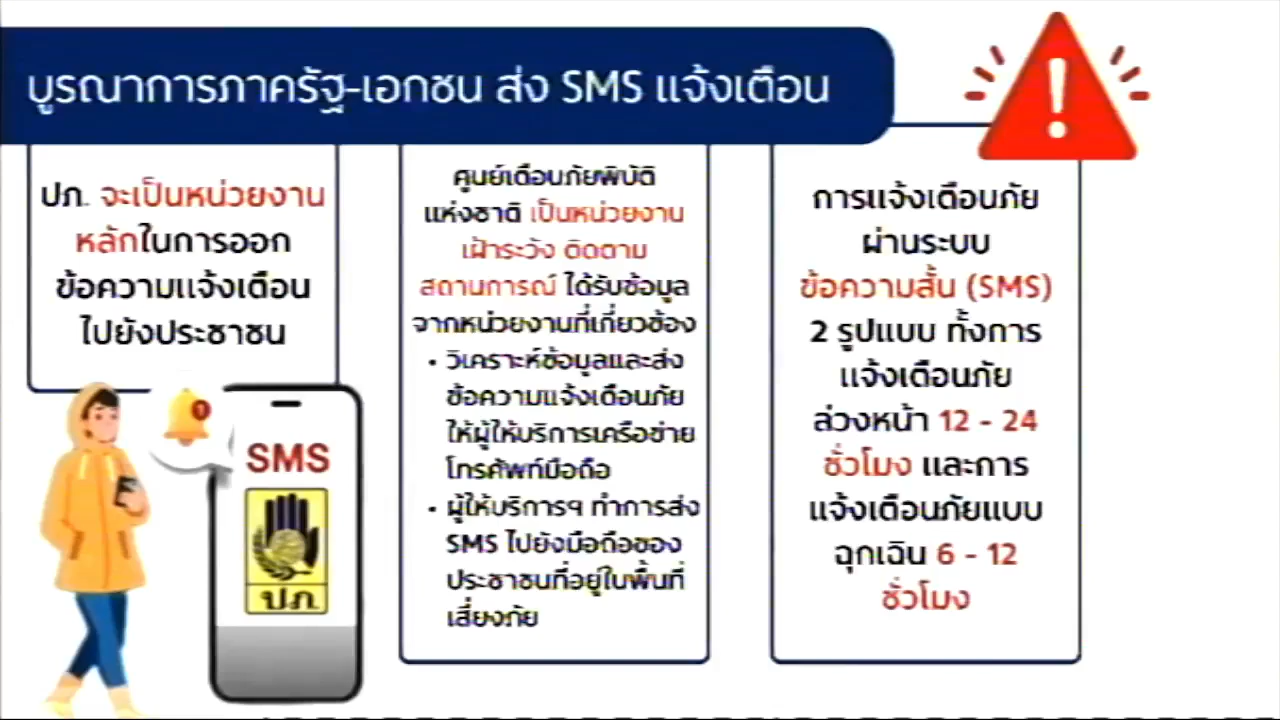 บูรณาการภาครัฐ-เอกชน ส่ง SMS แจ้งเตือน
ปภ. จะเป็นหน่วยงาน
หลักในการออก
ข้อความแจ้งเตือน
ไปยังประชาชน
1
SMS
ปภ.
ศูนย์เตือนภัยพิบัติ
แห่งชาติ เป็นหน่วยงาน
เฝ้าระวัง ติดตาม
สถานการณ์ ได้รับข้อมูล
จากหน่วยงานที่เกี่ยวข้อง
• วิเคราะห์ข้อมูลและส่ง
ข้อความแจ้งเตือนภัย
ให้ผู้ให้บริการเครือข่าย
โทรศัพท์มือถือ
• ผู้ให้บริการฯ ทำการส่ง
SMS ไปยังมือถือของ
ประชาชนที่อยู่ในพื้นที่
เสี่ยงภัย
การแจ้งเตือนภัย
ผ่านระบบ
ข้อความสั้น (SMS)
2 รูปแบบ ทั้งการ
แจ้งเตือนภัย
ล่วงหน้า 12 - 24
ชั่วโมง และการ
แจ้งเตือนภัยแบบ
ฉุกเฉิน 6 - 12
ชั่วโมง